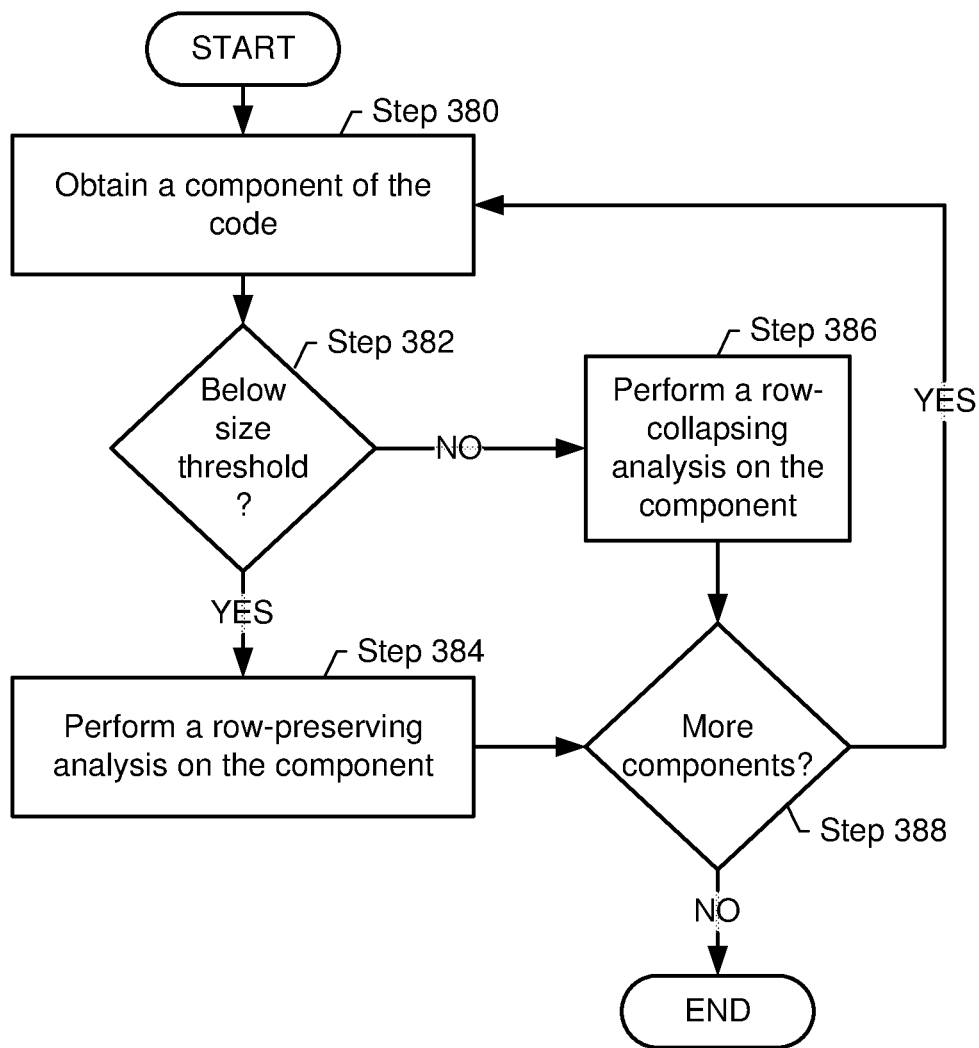 START
Step 380
Obtain a component of the
code
Step 382
Below
size
threshold
?
NO
Step 386
Perform a row-
collapsing
analysis on the
component
YES
YES
Step 384
Perform a row-preserving
analysis on the component
More
components?
Step 388
NO
END